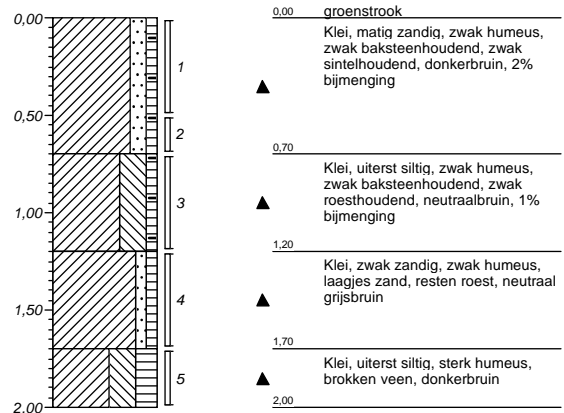 0,00
0,50
1,00
1,50
2,00
1
2
3
4
5
0,00 groenstrook
Klei, matig zandig, zwak humeus,
zwak baksteenhoudend, zwak
sintelhoudend, donkerbruin, 2%
bijmenging
0,70
Klei, uiterst siltig, zwak humeus,
zwak baksteenhoudend, zwak
roesthoudend, neutraalbruin, 1%
bijmenging
1,20
Klei, zwak zandig, zwak humeus,
laagjes zand, resten roest, neutraal
grijsbruin
1,70
Klei, uiterst siltig, sterk humeus,
brokken veen, donkerbruin
2,00